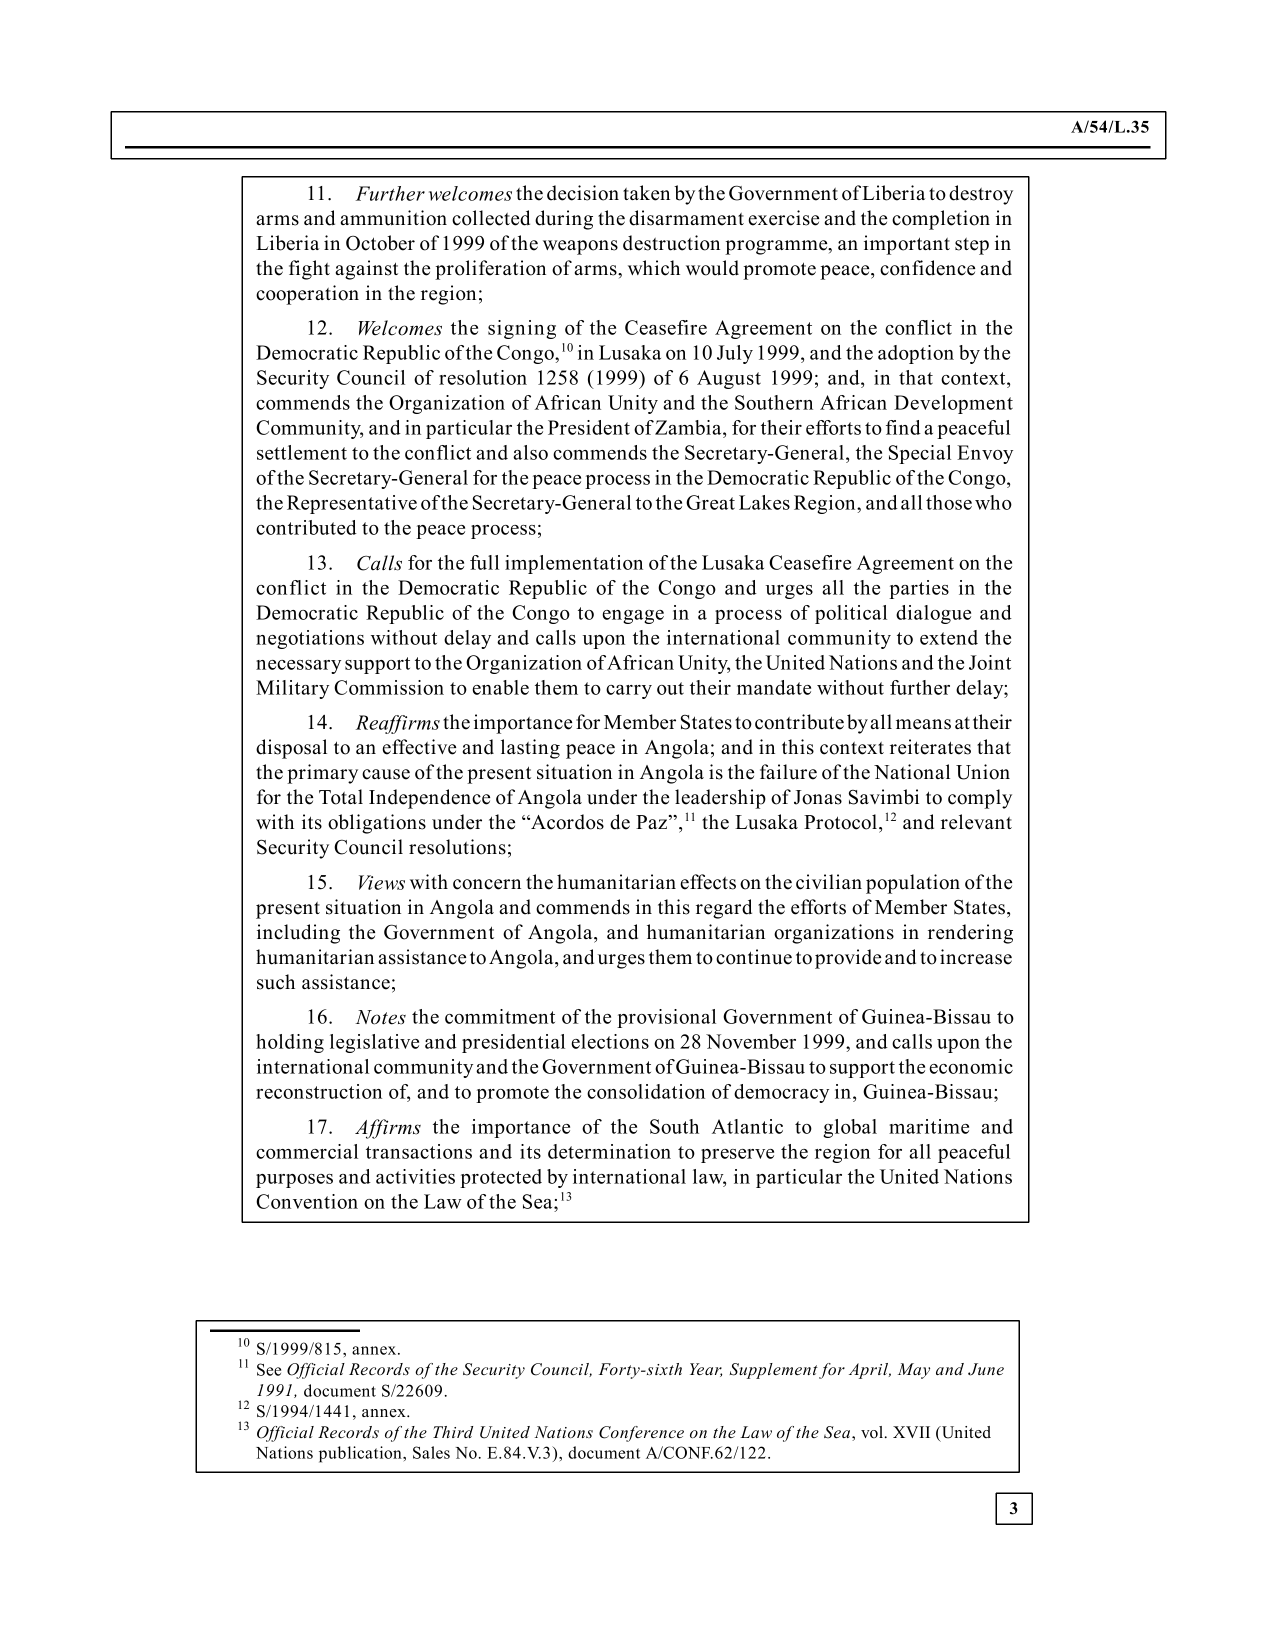 A/54/L.35
11. Further welcomes the decision taken by the Government of Liberia to destroy
arms and ammunition collected during the disarmament exercise and the completion in
Liberia in October of 1999 of the weapons destruction programme, an important step in
the fight against the proliferation of arms, which would promote peace, confidence and
cooperation in the region;
12. Welcomes the signing of the Ceasefire Agreement on the conflict in the
Democratic Republic of the Congo,10 in Lusaka on 10 July 1999, and the adoption by the
Security Council of resolution 1258 (1999) of 6 August 1999; and, in that context,
commends the Organization of African Unity and the Southern African Development
Community, and in particular the President of Zambia, for their efforts to find a peaceful
settlement to the conflict and also commends the Secretary-General, the Special Envoy
of the Secretary-General for the peace process in the Democratic Republic of the Congo,
the Representative of the Secretary-General to the Great Lakes Region, and all those who
contributed to the peace process;
13. Calls for the full implementation of the Lusaka Ceasefire Agreement on the
conflict in the Democratic Republic of the Congo and urges all the parties in the
Democratic Republic of the Congo to engage in a process of political dialogue and
negotiations without delay and calls upon the international community to extend the
necessary support to the Organization of African Unity, the United Nations and the Joint
Military Commission to enable them to carry out their mandate without further delay;
14. Reaffirms the importance for Member States to contribute by all means at their
disposal to an effective and lasting peace in Angola; and in this context reiterates that
the primary cause of the present situation in Angola is the failure of the National Union
for the Total Independence of Angola under the leadership of Jonas Savimbi to comply
with its obligations under the “Acordos de Paz”,11 the Lusaka Protocol,12 and relevant
Security Council resolutions;
15. Views with concern the humanitarian effects on the civilian population of the
present situation in Angola and commends in this regard the efforts of Member States,
including the Government of Angola, and humanitarian organizations in rendering
humanitarian assistance to Angola, and urges them to continue to provide and to increase
such assistance;
16. Notes the commitment of the provisional Government of Guinea-Bissau to
holding legislative and presidential elections on 28 November 1999, and calls upon the
international community and the Government of Guinea-Bissau to support the economic
reconstruction of, and to promote the consolidation of democracy in, Guinea-Bissau;
17. Affirms the importance of the South Atlantic to global maritime and
commercial transactions and its determination to preserve the region for all peaceful
purposes and activities protected by international law, in particular the United Nations
Convention on the Law of the Sea;13
10 S/1999/815, annex.
11 See Official Records of the Security Council, Forty-sixth Year, Supplement for April, May and June
1991, document S/22609.
12 S/1994/1441, annex.
13 Official Records of the Third United Nations Conference on the Law of the Sea, vol. XVII (United
Nations publication, Sales No. E.84.V.3), document A/CONF.62/122.
3